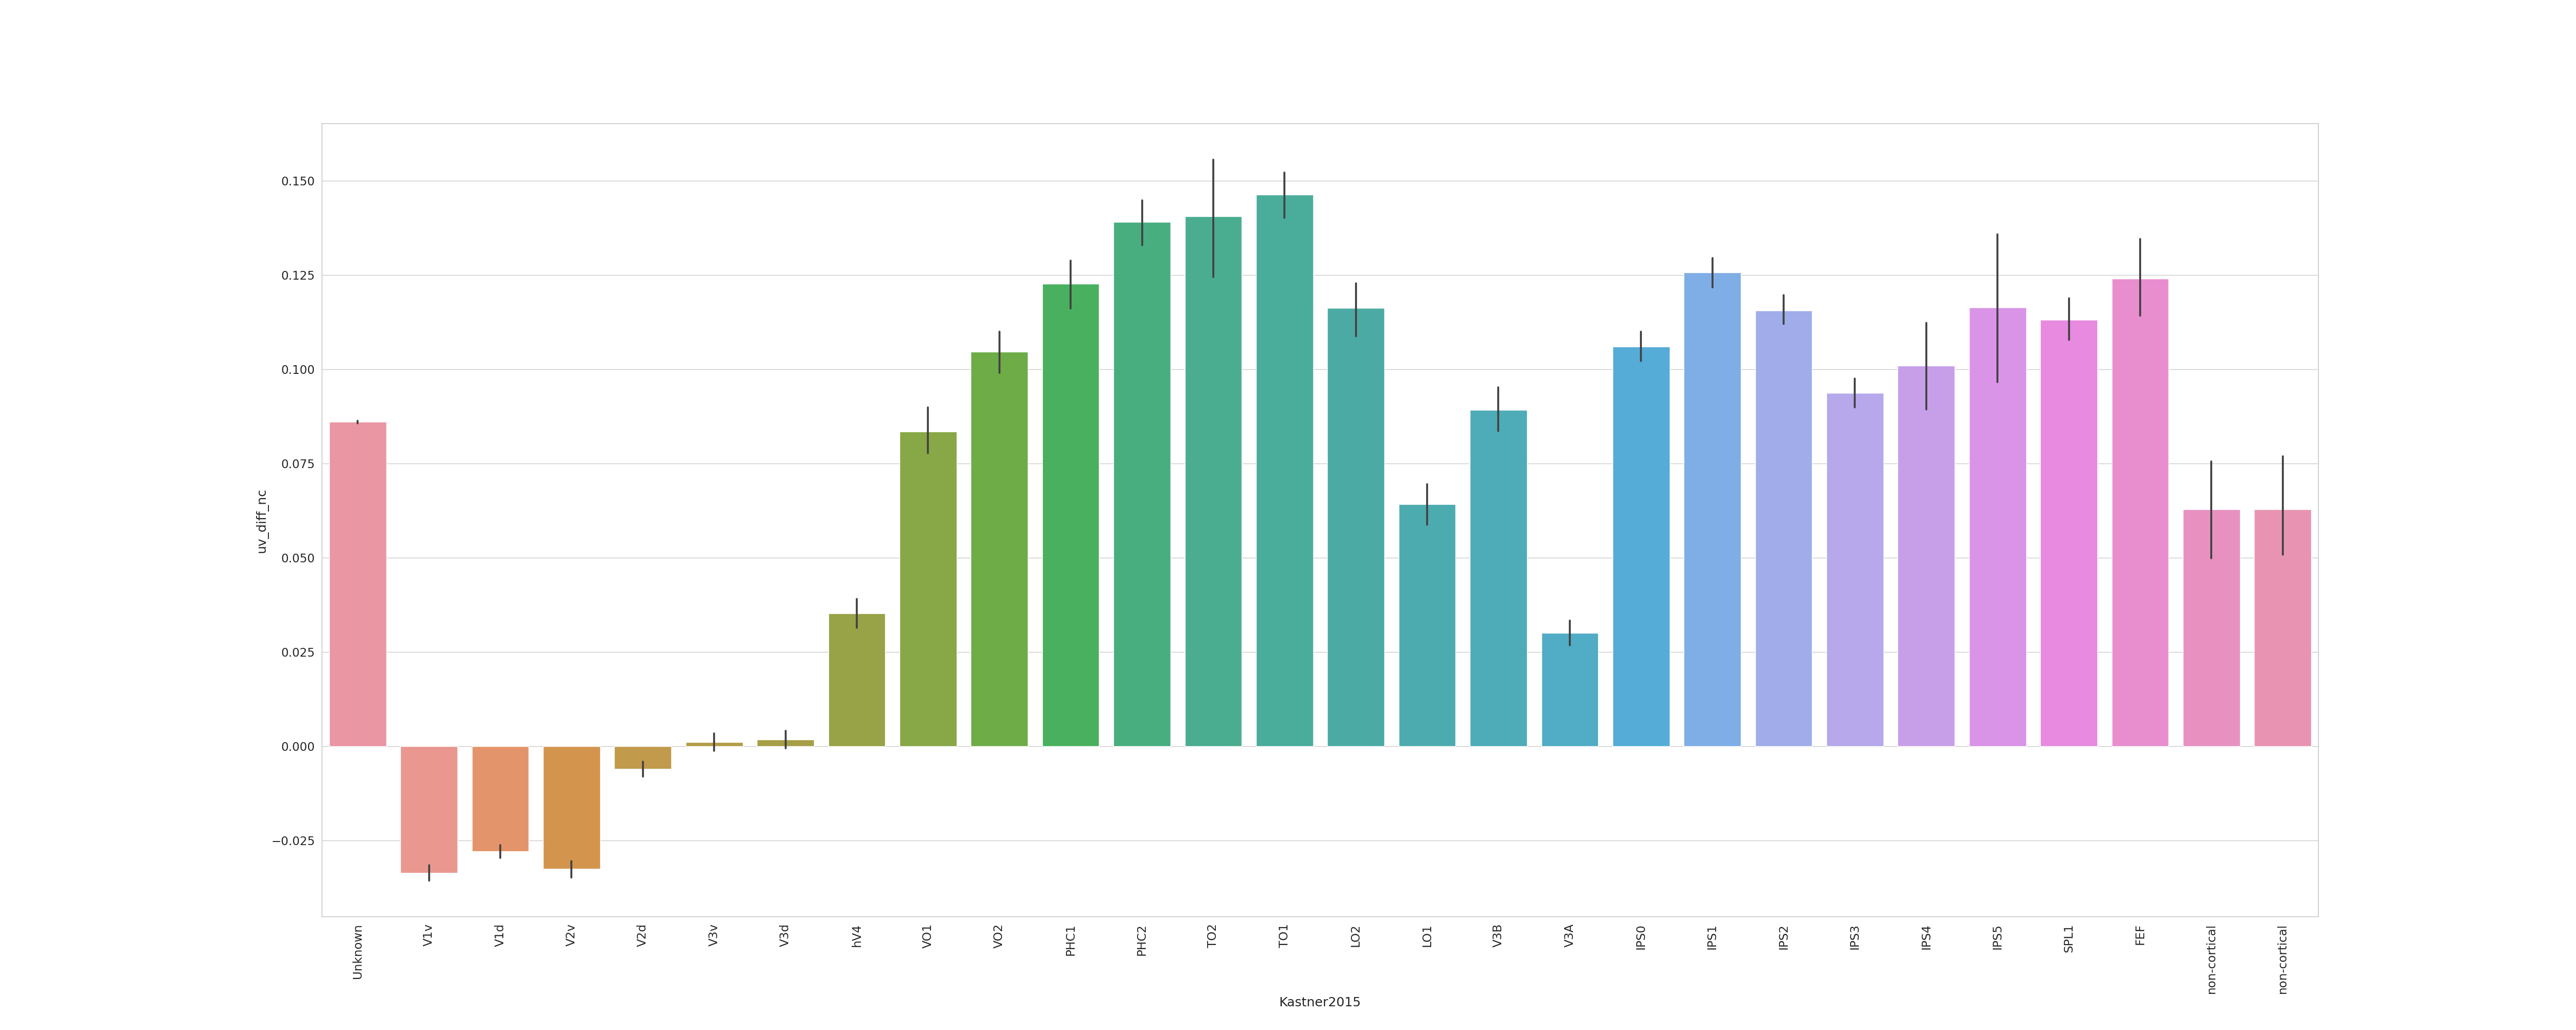 uv_diff_nc
0.150
0.125
0.100
0.075
0.050
0.025
0.000
−0.025
Unknown
V1v
V1d
V2v
V2d
V3v
V3d
hV4
VO1
VO2
PHC1
PHC2
TO2
TO1
LO2
LO1
V3B
V3A
IPS0
IPS1
IPS2
IPS3
IPS4
IPS5
SPL1
FEF
non-cortical
non-cortical
Kastner2015